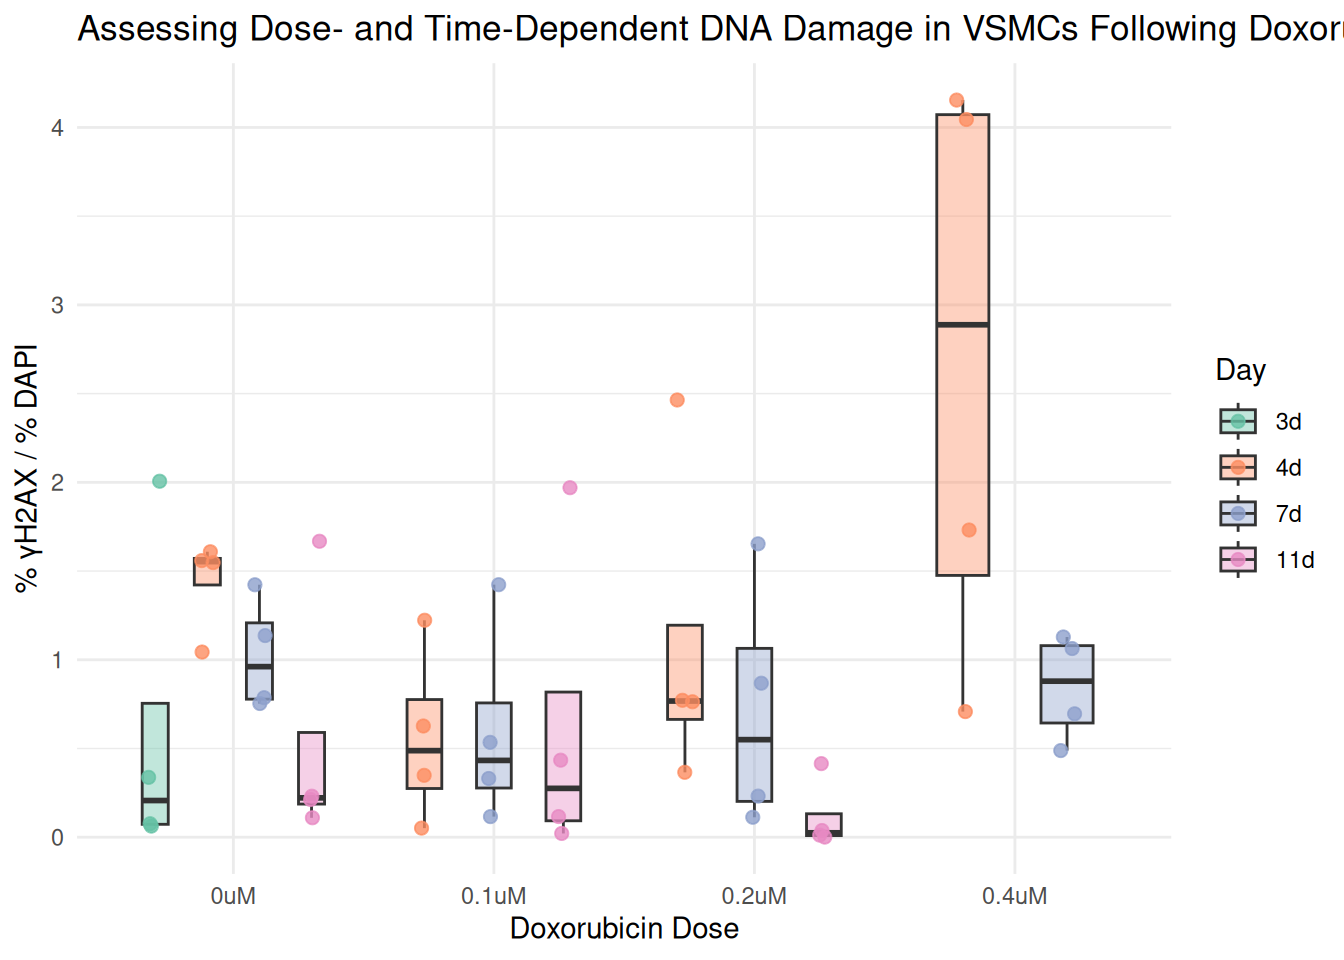 Assessing Dose- and Time-Dependent DNA Damage in VSMCs Following
% γH2AX / % DAPI
4
3
2
1
0
0uM
0.1uM
0.2uM
0.4uM
Doxorubicin Dose
Day
3d
4d
7d
11d